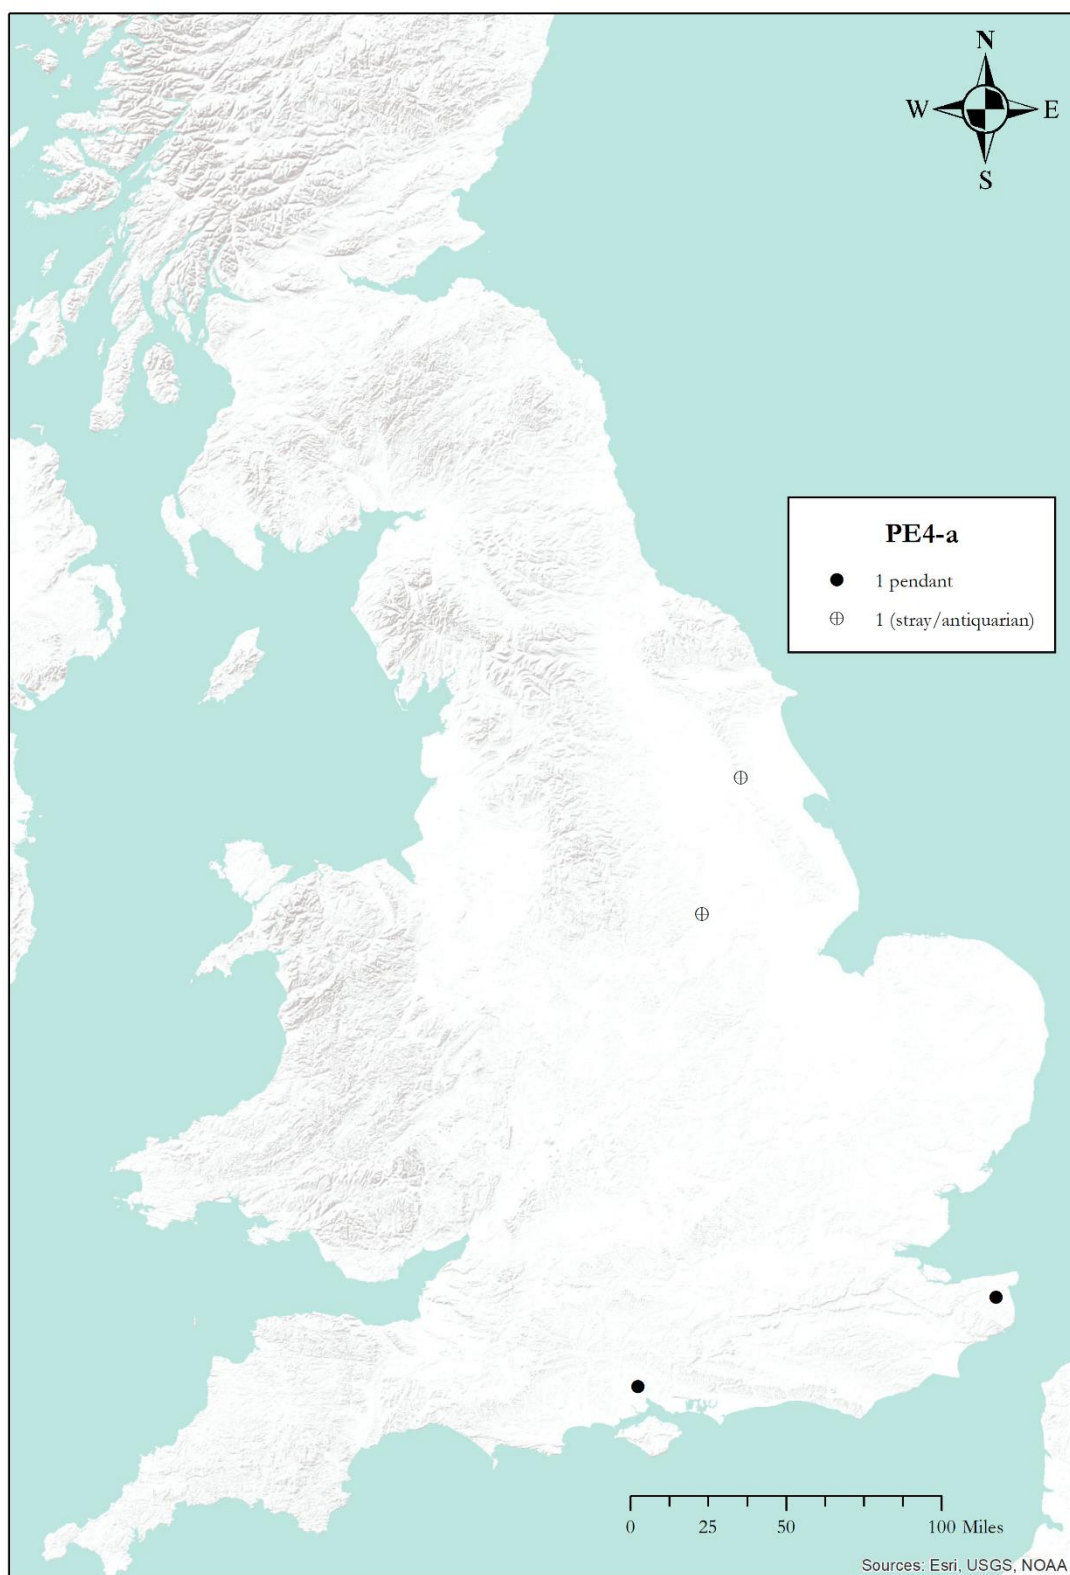 N
W E
S
PE4-a
1 pendant
1 (stray/antiquarian)
0 25 50 100 Miles
Sources: Esri, USGS, NOAA